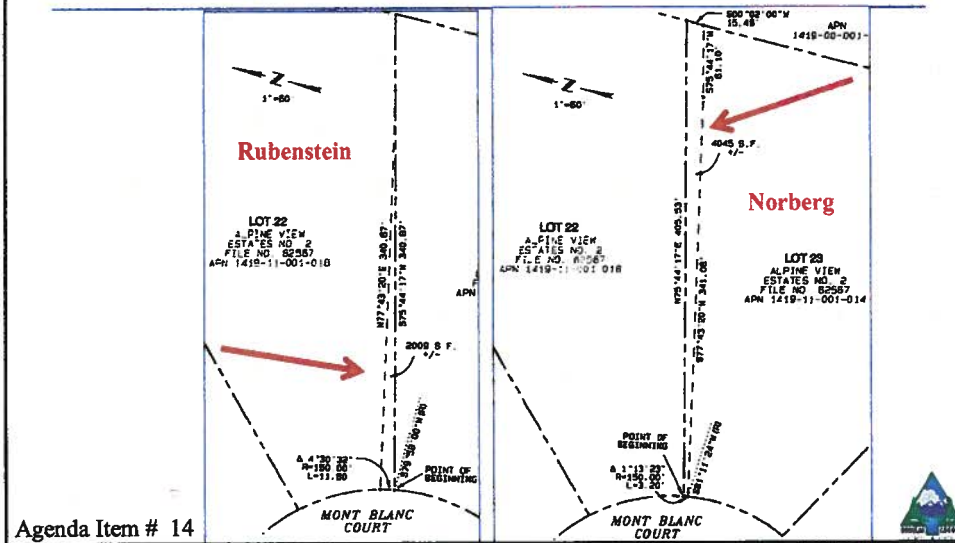 Z
1"=60
Rubenstein
LOT 22
ALPINE VIEW
ESTATES NO. 2
FILE NO. 62567
APN 1419-11-001-018
N77°43'20"E 340.67'
S75°44'17"W 340.67'
APN
2009 S F.
+/-
Δ 4°30'32"
R=150.00'
L=11.80
POINT OF
BEGINNING
MONT BLANC
COURT
S00°02'00"W
15.49'
APN
1419-00-001-
Z
1"=60'
S75°44'17"W
61.10'
4045 S.F.
+/-
Norberg
LOT 22
ALPINE VIEW
ESTATES NO. 2
FILE NO. 62567
APN 1419-11-001 018
N75°44'17"E 405.53'
S77°43'20"W 341.08'
LOT 23
ALPINE VIEW
ESTATES NO. 2
FILE NO 62567
APN 1419-11-001-014
POINT OF
BEGINNING
Δ 1°13'23"
R=150.00'
L=3.20'
MONT BLANC
COURT
Agenda Item # 14